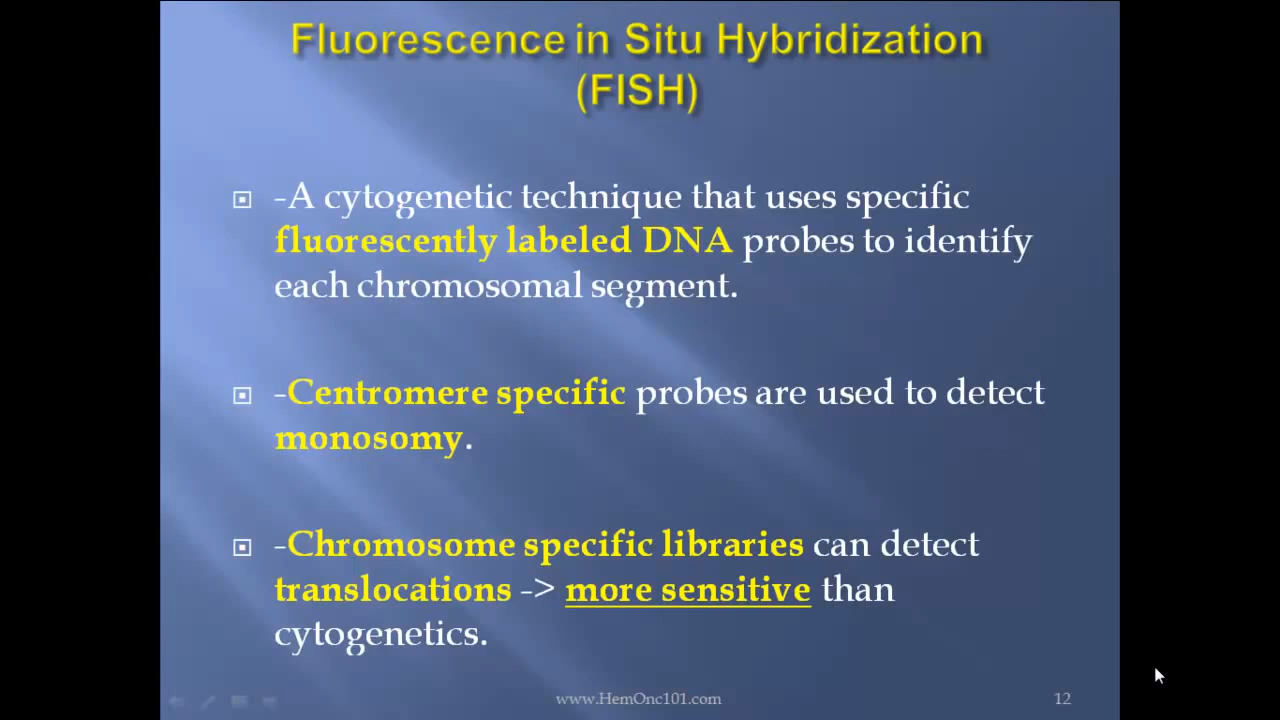 Fluorescence in Situ Hybridization
(FISH)
-A cytogenetic technique that uses specific
fluorescently labeled DNA probes to identify
each chromosomal segment.
-Centromere specific probes are used to detect
monosomy.
-Chromosome specific libraries can detect
translocations -> more sensitive than
cytogenetics.
www.HemOnc101.com
12